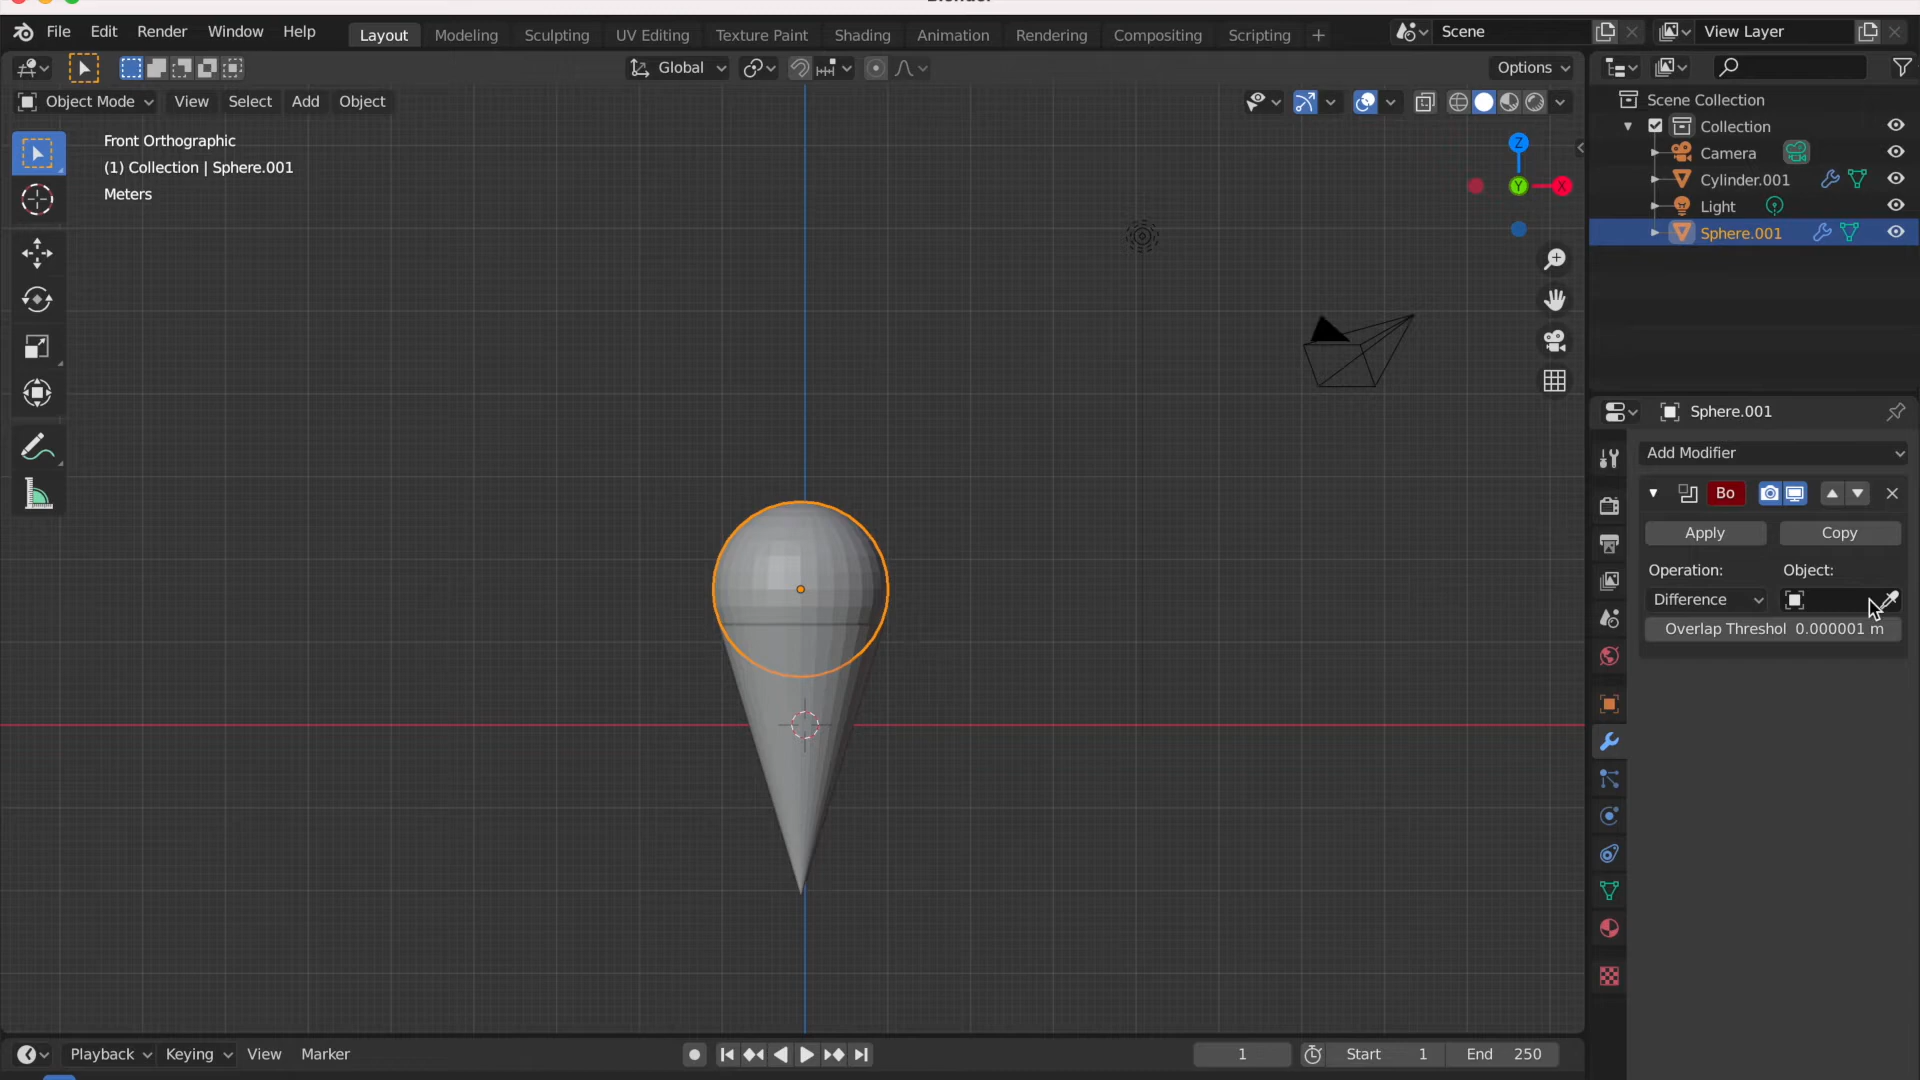 File Edit Render Window Help Layout Modeling Sculpting UV Editing Texture Paint Shading Animation Rendering Compositing Scripting + Scene View Layer
Global Options
Object Mode View Select Add Object
Front Orthographic
(1) Collection | Sphere.001
Meters
Z
Y X
Scene Collection
Collection
Camera
Cylinder.001
Light
Sphere.001
Sphere.001
Add Modifier
Bo
Apply Copy
Operation: Object:
Difference
Overlap Threshol 0.000001 m
Playback Keying View Marker 1 Start 1 End 250